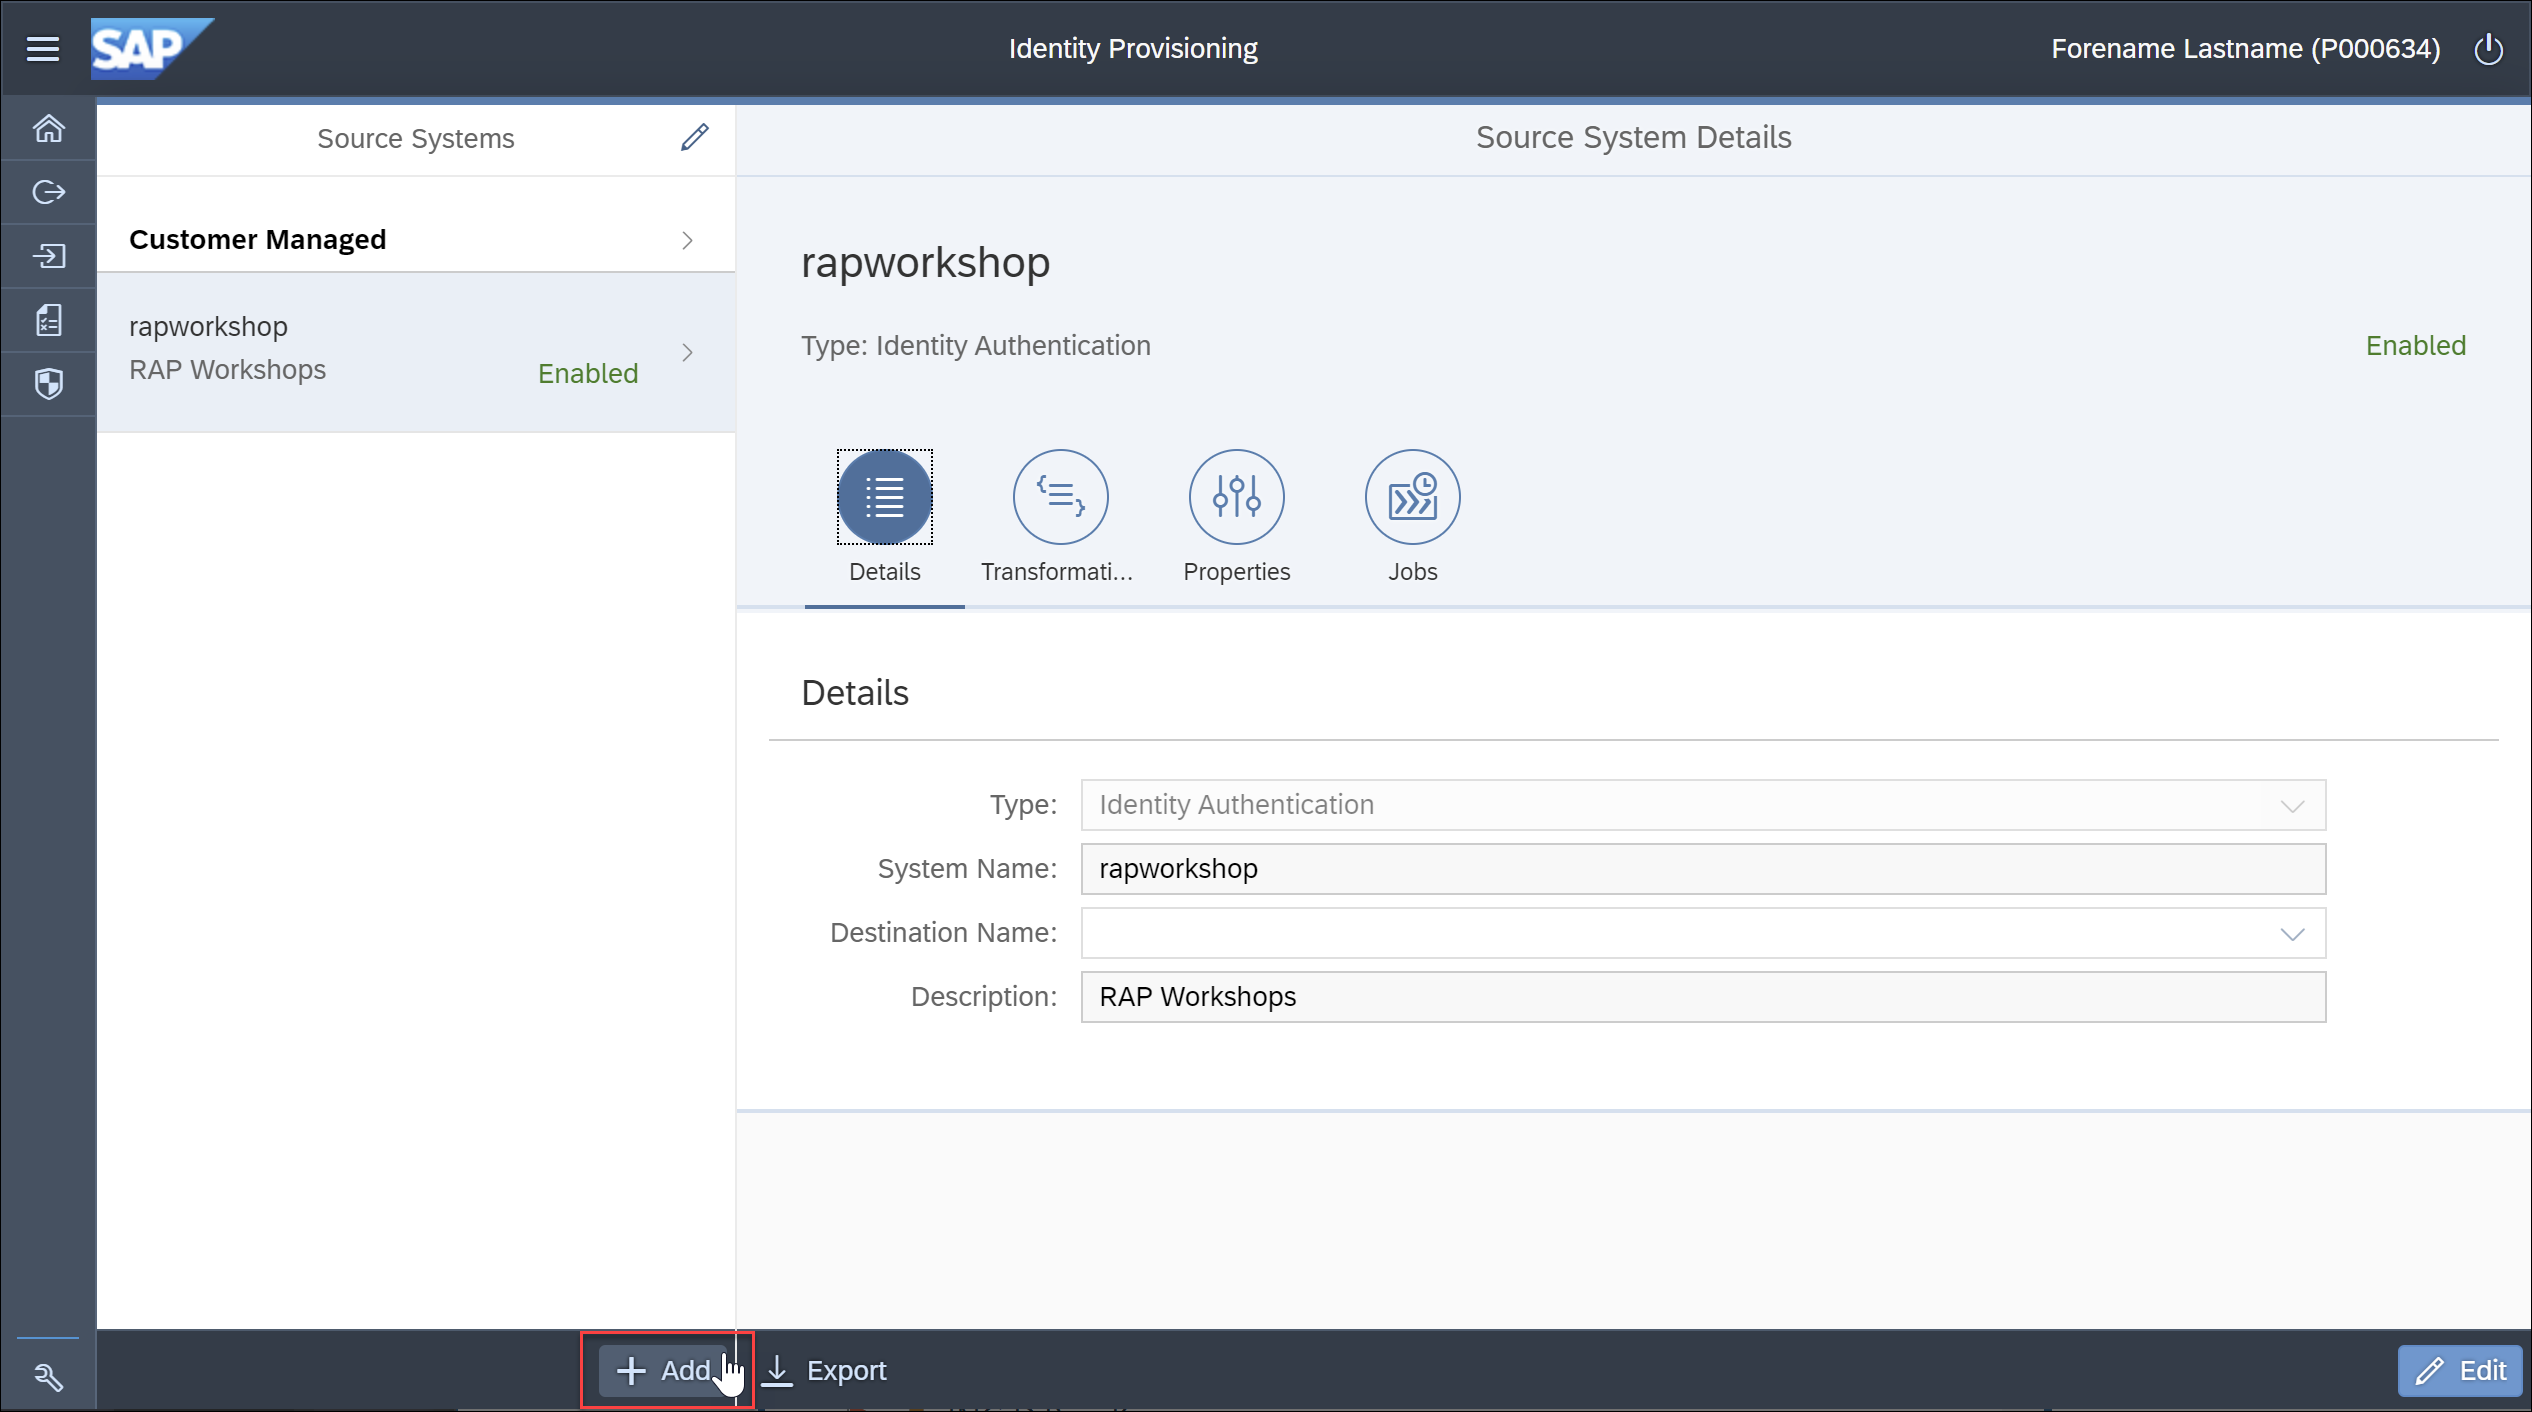 SAP
Identity Provisioning
Forename Lastname (P000634)
Source Systems
Source System Details
Customer Managed
rapworkshop
RAP Workshops
Enabled
rapworkshop
Type: Identity Authentication
Enabled
Details
Transformati...
Properties
Jobs
Details
Type: Identity Authentication
System Name: rapworkshop
Destination Name:
Description: RAP Workshops
Add
Export
Edit